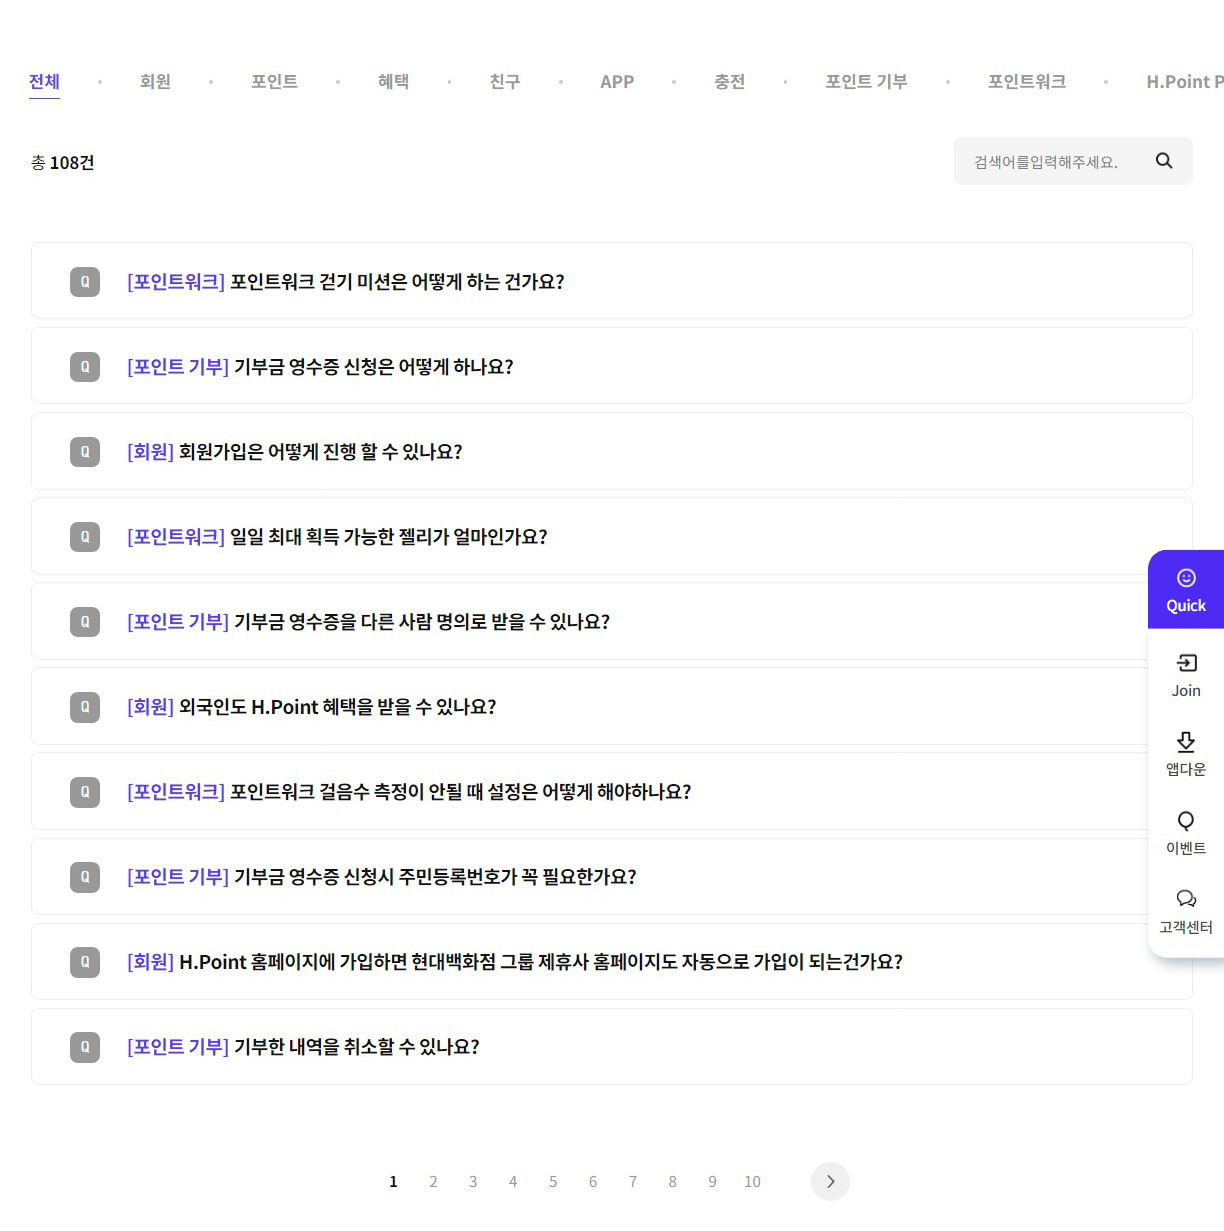 전체 · 회원 · 포인트 · 혜택 · 친구 · APP · 충전 · 포인트 기부 · 포인트워크 · H.Point P
총 108건
검색어를입력해주세요.
Q [포인트워크] 포인트워크 걷기 미션은 어떻게 하는 건가요?
Q [포인트 기부] 기부금 영수증 신청은 어떻게 하나요?
Q [회원] 회원가입은 어떻게 진행 할 수 있나요?
Q [포인트워크] 일일 최대 획득 가능한 젤리가 얼마인가요?
Q [포인트 기부] 기부금 영수증을 다른 사람 명의로 받을 수 있나요?
Q [회원] 외국인도 H.Point 혜택을 받을 수 있나요?
Q [포인트워크] 포인트워크 걸음수 측정이 안될 때 설정은 어떻게 해야하나요?
Q [포인트 기부] 기부금 영수증 신청시 주민등록번호가 꼭 필요한가요?
Q [회원] H.Point 홈페이지에 가입하면 현대백화점 그룹 제휴사 홈페이지도 자동으로 가입이 되는건가요?
Q [포인트 기부] 기부한 내역을 취소할 수 있나요?
Quick
Join
앱다운
이벤트
고객센터
1 2 3 4 5 6 7 8 9 10